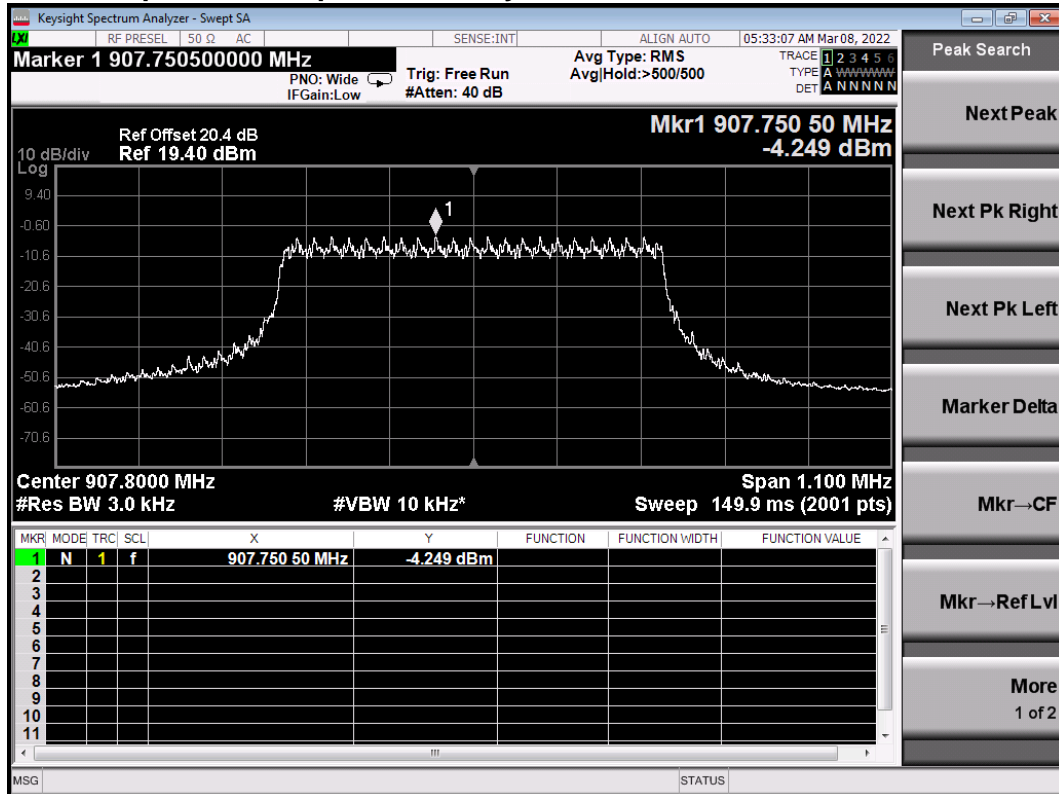 Keysight Spectrum Analyzer - Swept SA
LXI RF PRESEL 50 Ω AC SENSE:INT ALIGN AUTO 05:33:07 AM Mar 08, 2022
Marker 1 907.750500000 MHz
PNO: Wide
IFGain:Low
Trig: Free Run
#Atten: 40 dB
Avg Type: RMS
Avg|Hold:>500/500
TRACE 1 2 3 4 5 6
TYPE A WWWWW
DET A N N N N N
Peak Search
Next Peak
Next Pk Right
Next Pk Left
Marker Delta
Mkr→CF
Mkr→Ref Lvl
More
1 of 2
Mkr1 907.750 50 MHz
-4.249 dBm
Ref Offset 20.4 dB
10 dB/div Ref 19.40 dBm
Log
9.40
-0.60
-10.6
-20.6
-30.6
-40.6
-50.6
-60.6
-70.6
1
Center 907.8000 MHz Span 1.100 MHz
#Res BW 3.0 kHz #VBW 10 kHz* Sweep 149.9 ms (2001 pts)
MKR MODE TRC SCL X Y FUNCTION FUNCTION WIDTH FUNCTION VALUE
1 N 1 f 907.750 50 MHz -4.249 dBm
2
3
4
5
6
7
8
9
10
11
MSG STATUS